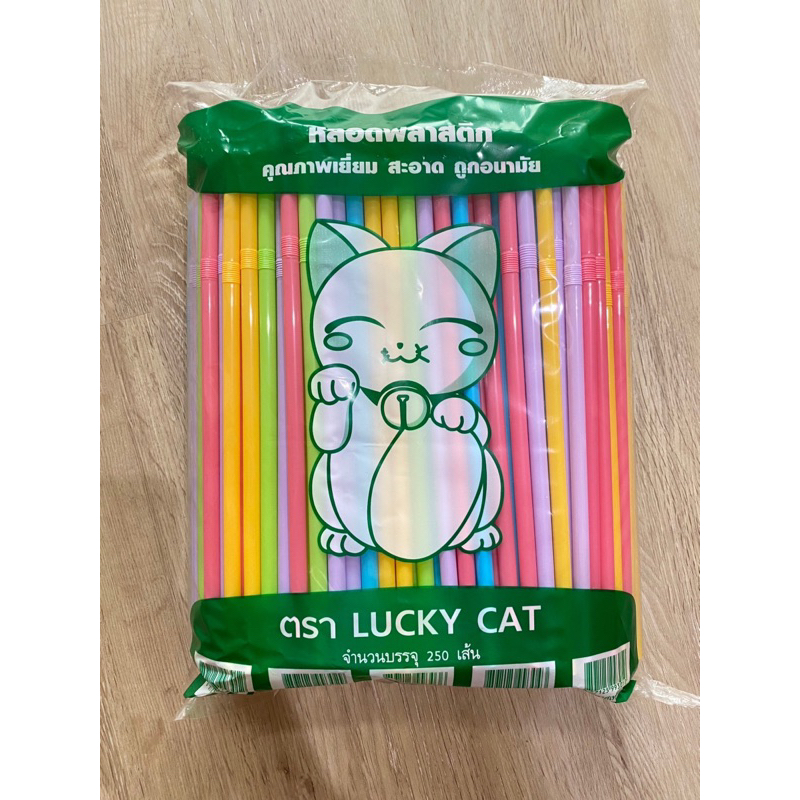 หลอดพลาสติก
คุณภาพเยี่ยม สะอาด ถูกอนามัย
ตรา LUCKY CAT
จำนวนบรรจุ 250 เส้น